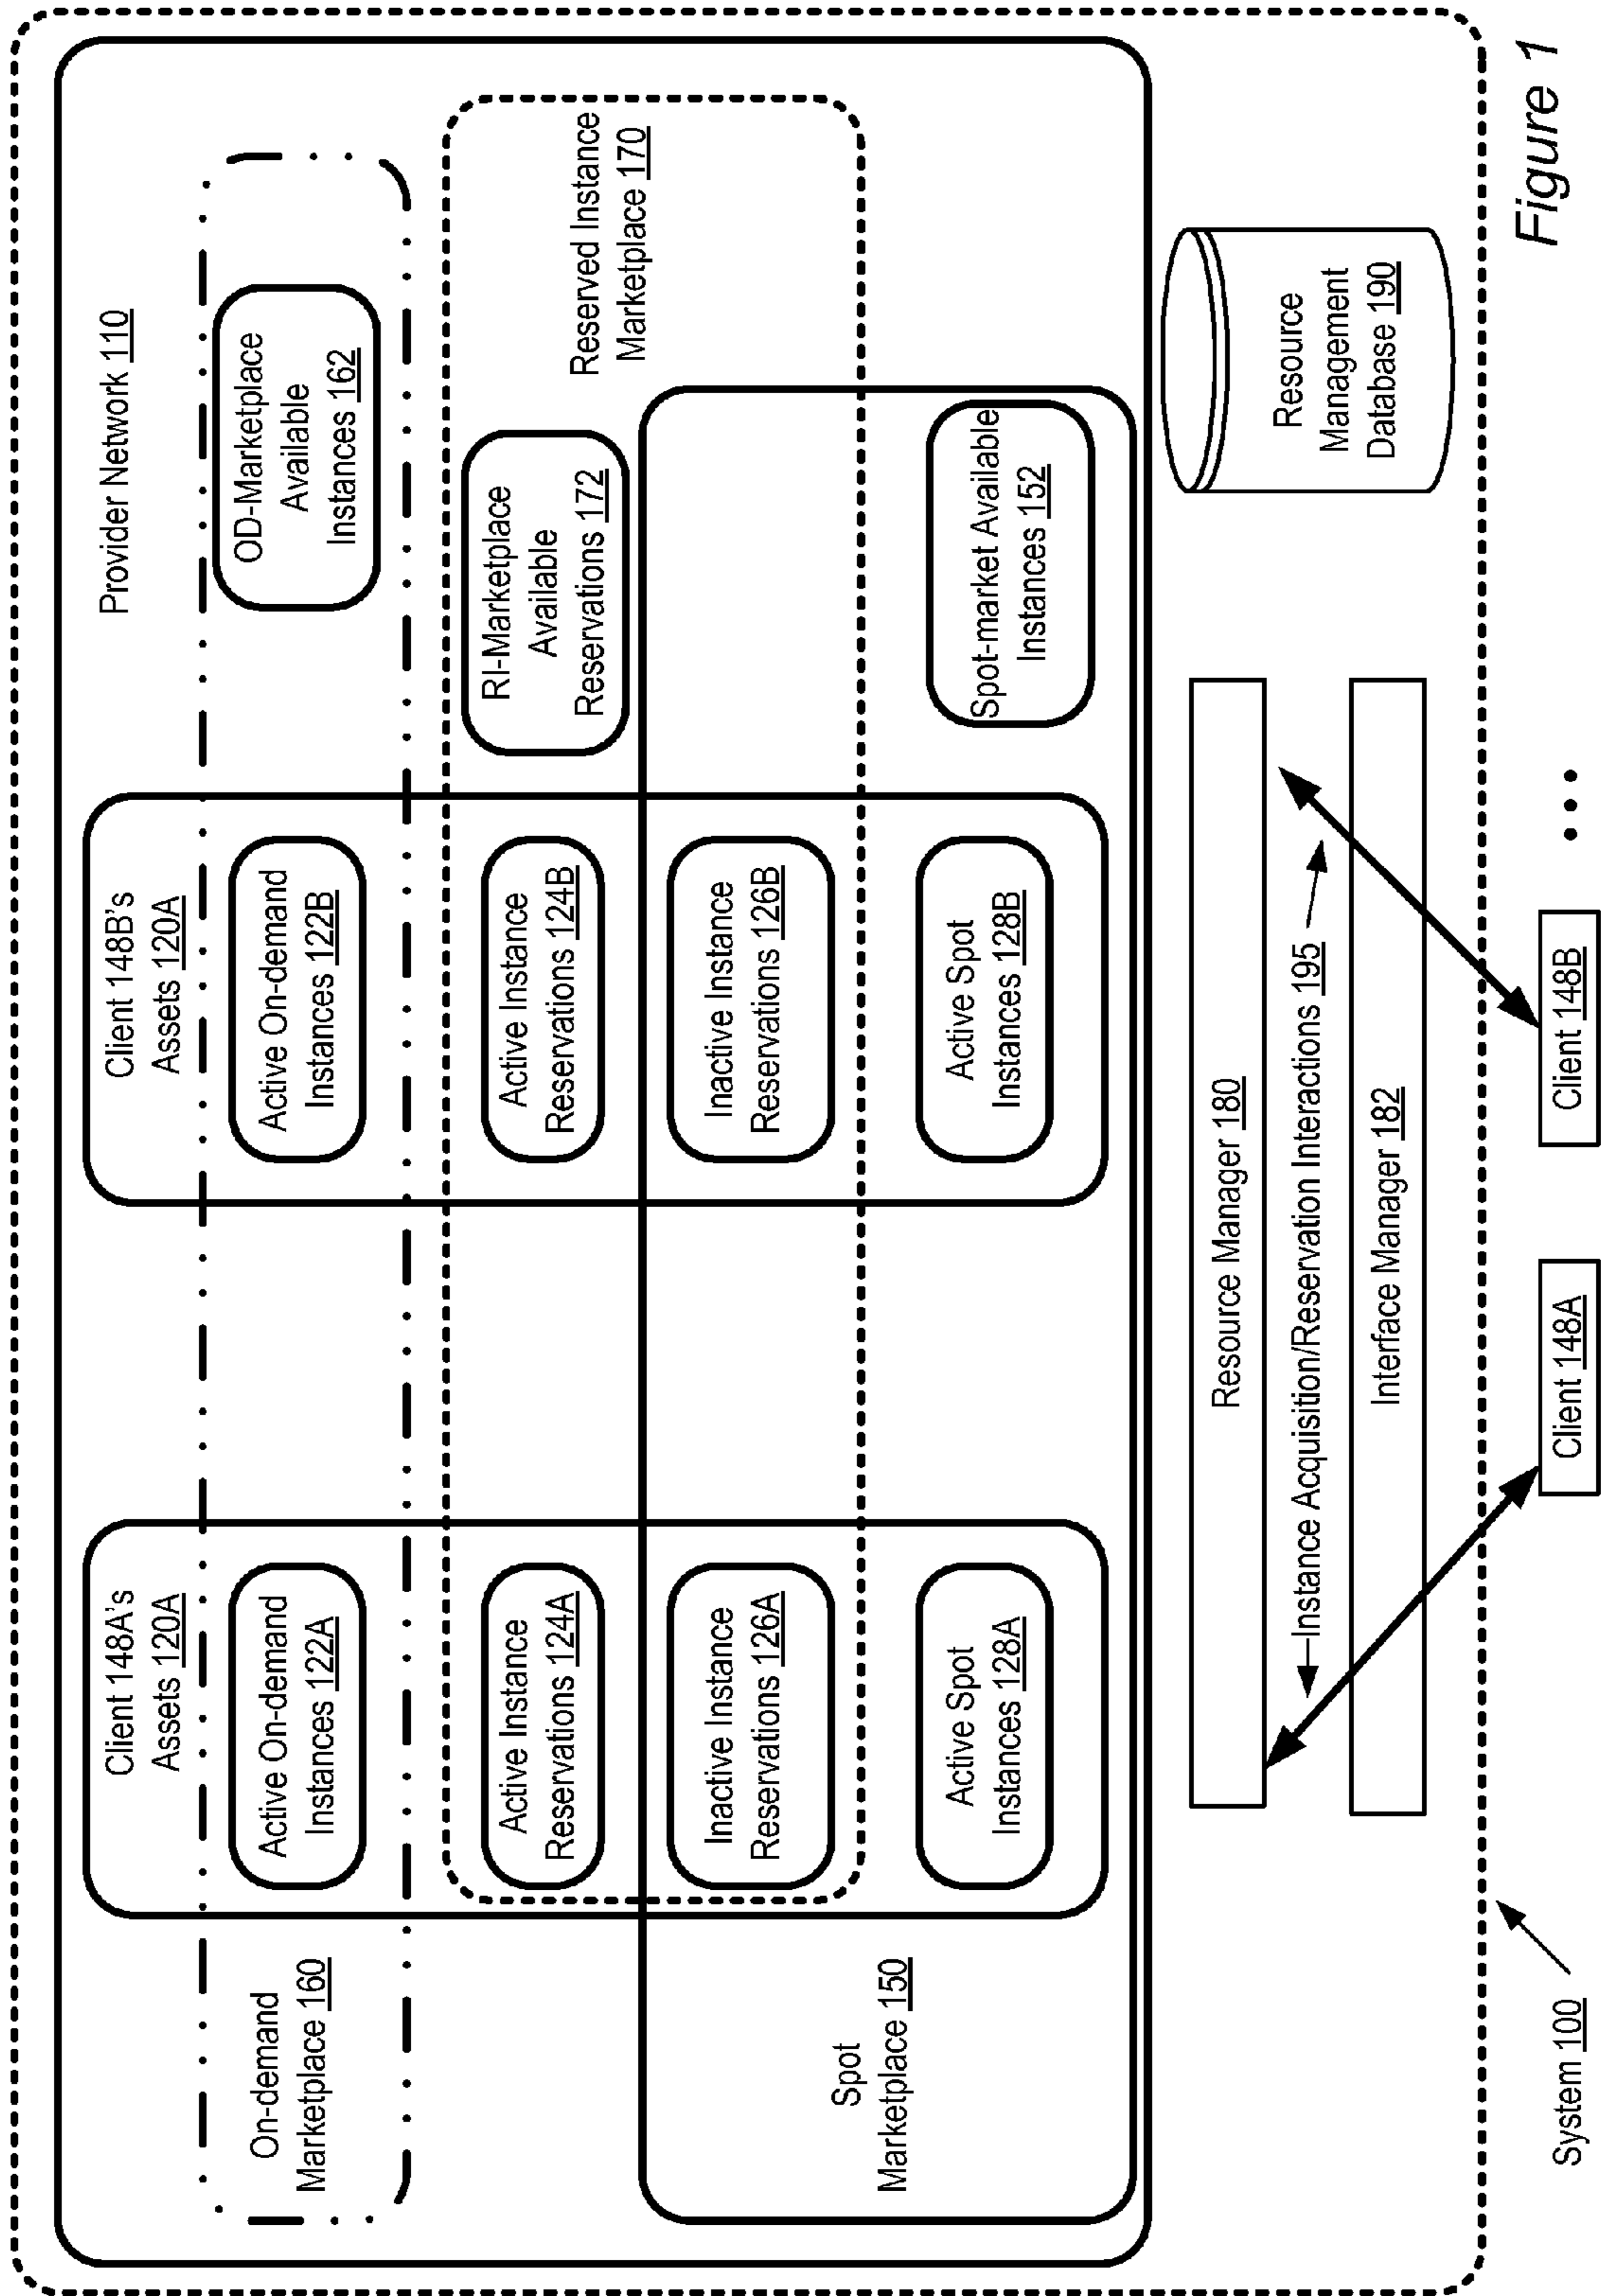 Provider Network 110
Client 148A's
Assets 120A
Client 148B's
Assets 120A
On-demand
Marketplace 160
Active On-demand
Instances 122A
Active On-demand
Instances 122B
OD-Marketplace
Available
Instances 162
Active Instance
Reservations 124A
Active Instance
Reservations 124B
RI-Marketplace
Available
Reservations 172
Reserved Instance
Marketplace 170
Inactive Instance
Reservations 126A
Inactive Instance
Reservations 126B
Spot
Marketplace 150
Active Spot
Instances 128A
Active Spot
Instances 128B
Spot-market Available
Instances 152
Resource Manager 180
Instance Acquisition/Reservation Interactions 195
Interface Manager 182
Resource
Management
Database 190
System 100
Client 148A
Client 148B
...
Figure 1